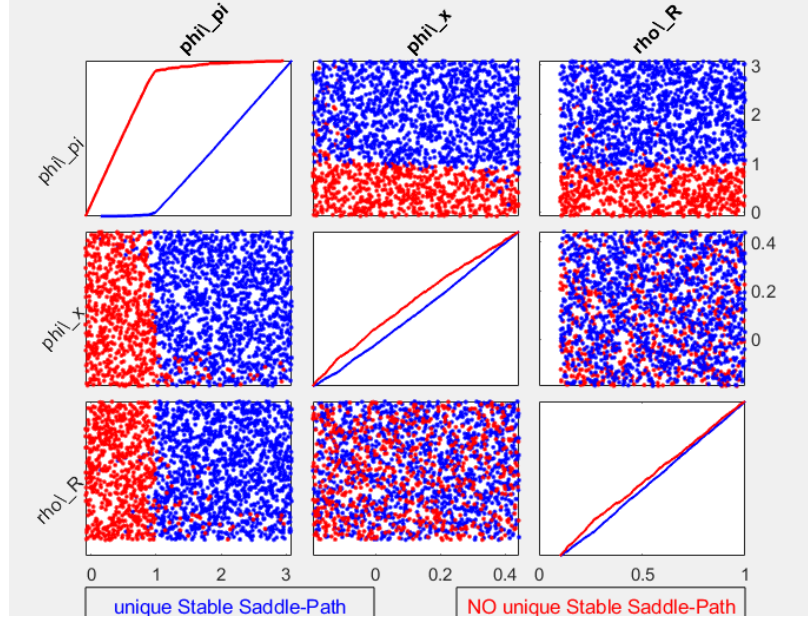 phi\_pi phi\_x rho\_R
phi\_pi
3
2
1
0
phi\_x
0.4
0.2
0
rho\_R
0 1 2 3 0 0.2 0.4 0 0.5 1
unique Stable Saddle-Path NO unique Stable Saddle-Path